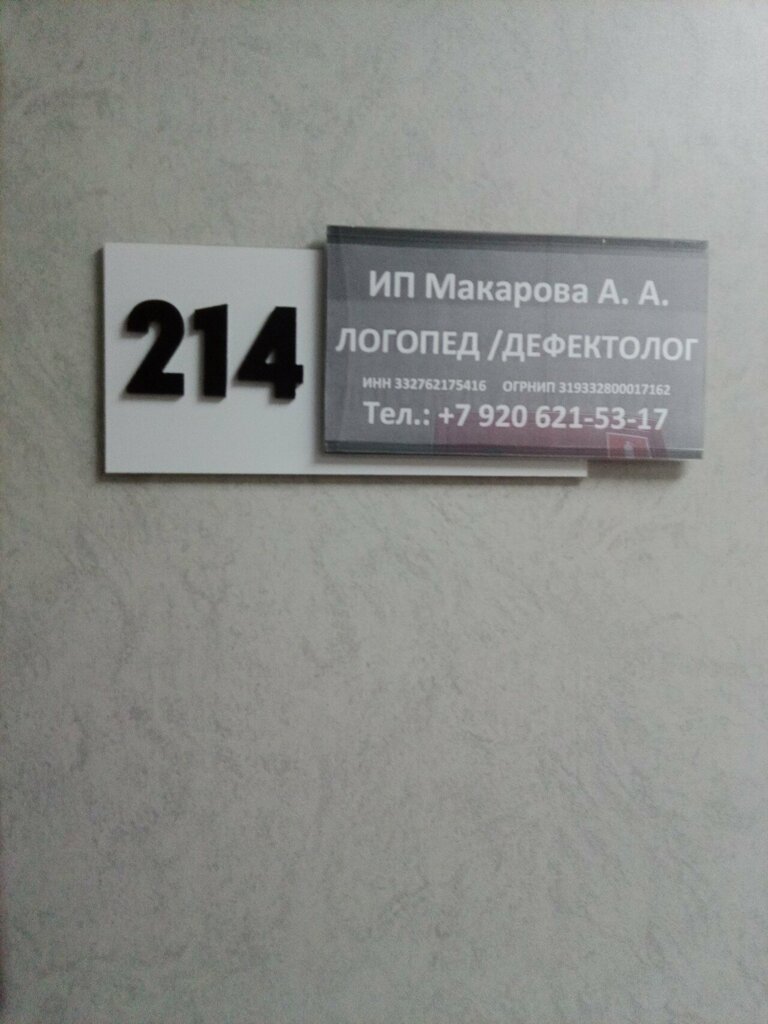 214
ИП Макарова А. А.
ЛОГОПЕД /ДЕФЕКТОЛОГ
ИНН 332762175416 ОГРНИП 319332800017162
Тел.: +7 920 621-53-17